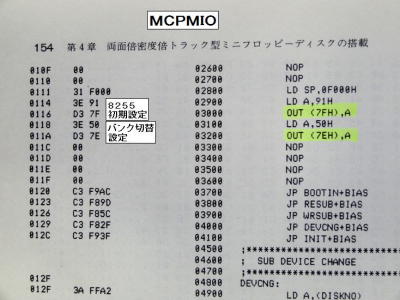 MCPMIO
154 第4章 両面倍密度倍トラック型ミニフロッピーディスクの搭載
010F 00 02600 NOP
0110 00 02700 NOP
0111 31 F000 02800 LD SP,0F000H
0114 3E 91 8255 02900 LD A,91H
0116 D3 7F 初期設定 03000 OUT (7FH),A
0118 3E 50 バンク切替 03100 LD A,50H
011A D3 7E 設定 03200 OUT (7EH),A
011C 00 03300 NOP
011D 00 03400 NOP
011E 00 03500 NOP
011F 00 03600 NOP
0120 C3 F9AC 03700 JP BOOTIN+BIAS
0123 C3 03800 JP RESUB+BIAS
0126 C3 03900 JP WRSUB+BIAS
0129 C3 04000 JP DEVCNG+BIAS
012C C3 F93F 04100 JP INIT+BIAS
04500 ;*******************
04600 ; SUB DEVICE CHANGE
04700 ;*******************
012F 04800 DEVCNG:
012F 3A FFA2 04900 LD A,(DISKNO)